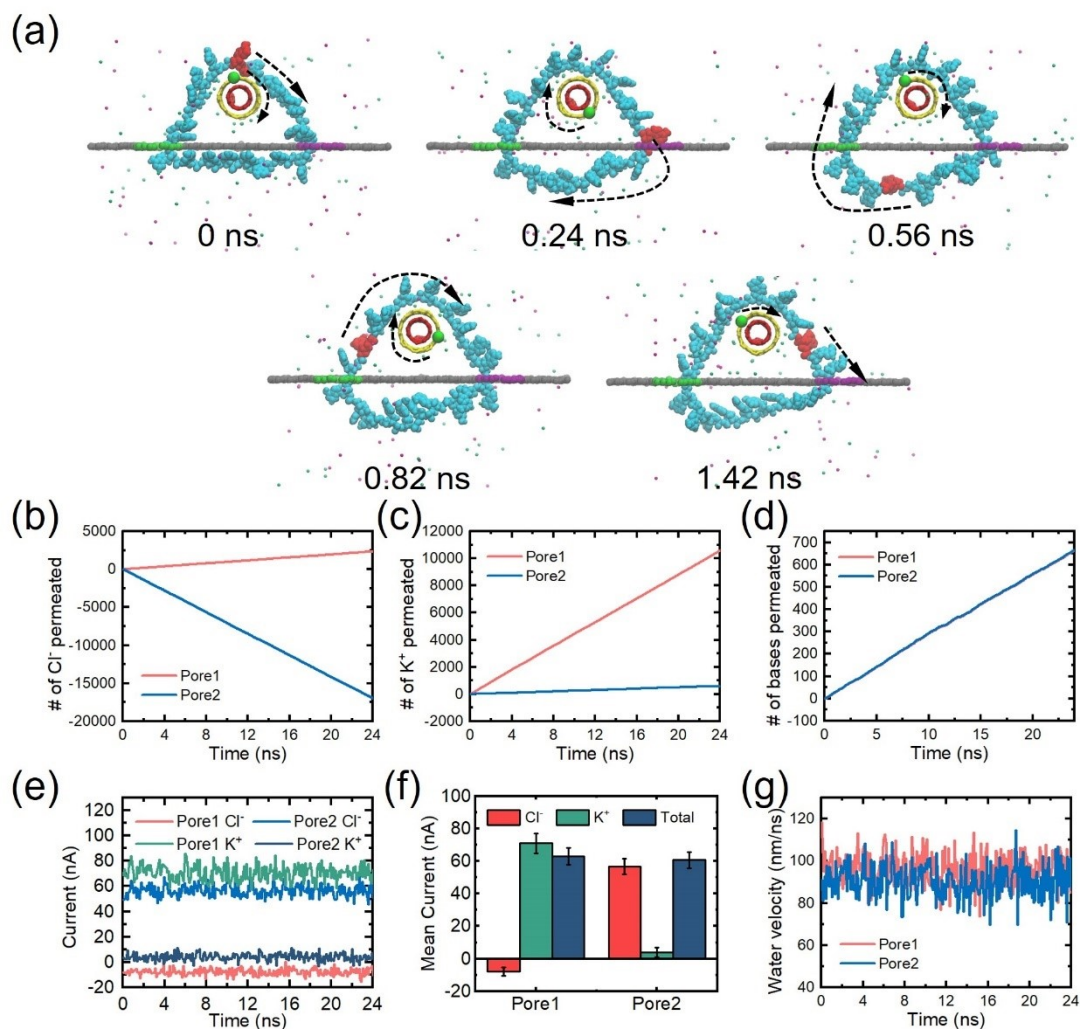 (a)
0 ns
0.24 ns
0.56 ns
0.82 ns
1.42 ns
(b)
# of Cl⁻ permeated
5000
0
-5000
-10000
-15000
-20000
Pore1
Pore2
0 4 8 12 16 20 24
Time (ns)
(c)
# of K⁺ permeated
12000
10000
8000
6000
4000
2000
0
-2000
Pore1
Pore2
0 4 8 12 16 20 24
Time (ns)
(d)
# of bases permeated
700
600
500
400
300
200
100
0
-100
Pore1
Pore2
0 5 10 15 20
Time (ns)
(e)
Current (nA)
120
100
80
60
40
20
0
-20
Pore1 Cl⁻ Pore2 Cl⁻
Pore1 K⁺ Pore2 K⁺
0 4 8 12 16 20 24
Time (ns)
(f)
Mean Current (nA)
100
80
60
40
20
0
-20
Cl⁻ K⁺ Total
Pore1 Pore2
(g)
Water velocity (nm/ns)
140
120
100
80
60
40
Pore1
Pore2
0 4 8 12 16 20 24
Time (ns)